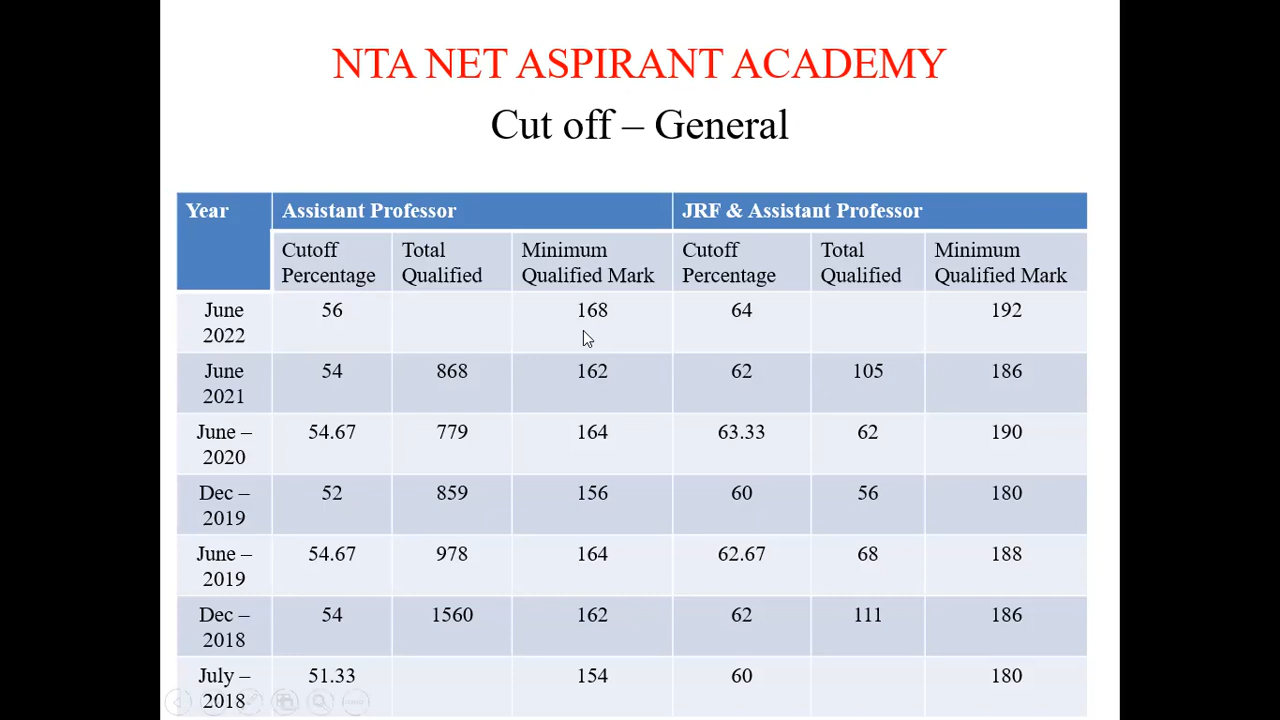 NTA NET ASPIRANT ACADEMY
Cut off – General
Year Assistant Professor JRF & Assistant Professor
Cutoff Total Minimum Cutoff Total Minimum
Percentage Qualified Qualified Mark Percentage Qualified Qualified Mark
June 56 168 64 192
2022
June 54 868 162 62 105 186
2021
June – 54.67 779 164 63.33 62 190
2020
Dec – 52 859 156 60 56 180
2019
June – 54.67 978 164 62.67 68 188
2019
Dec – 54 1560 162 62 111 186
2018
July – 51.33 154 60 180
2018